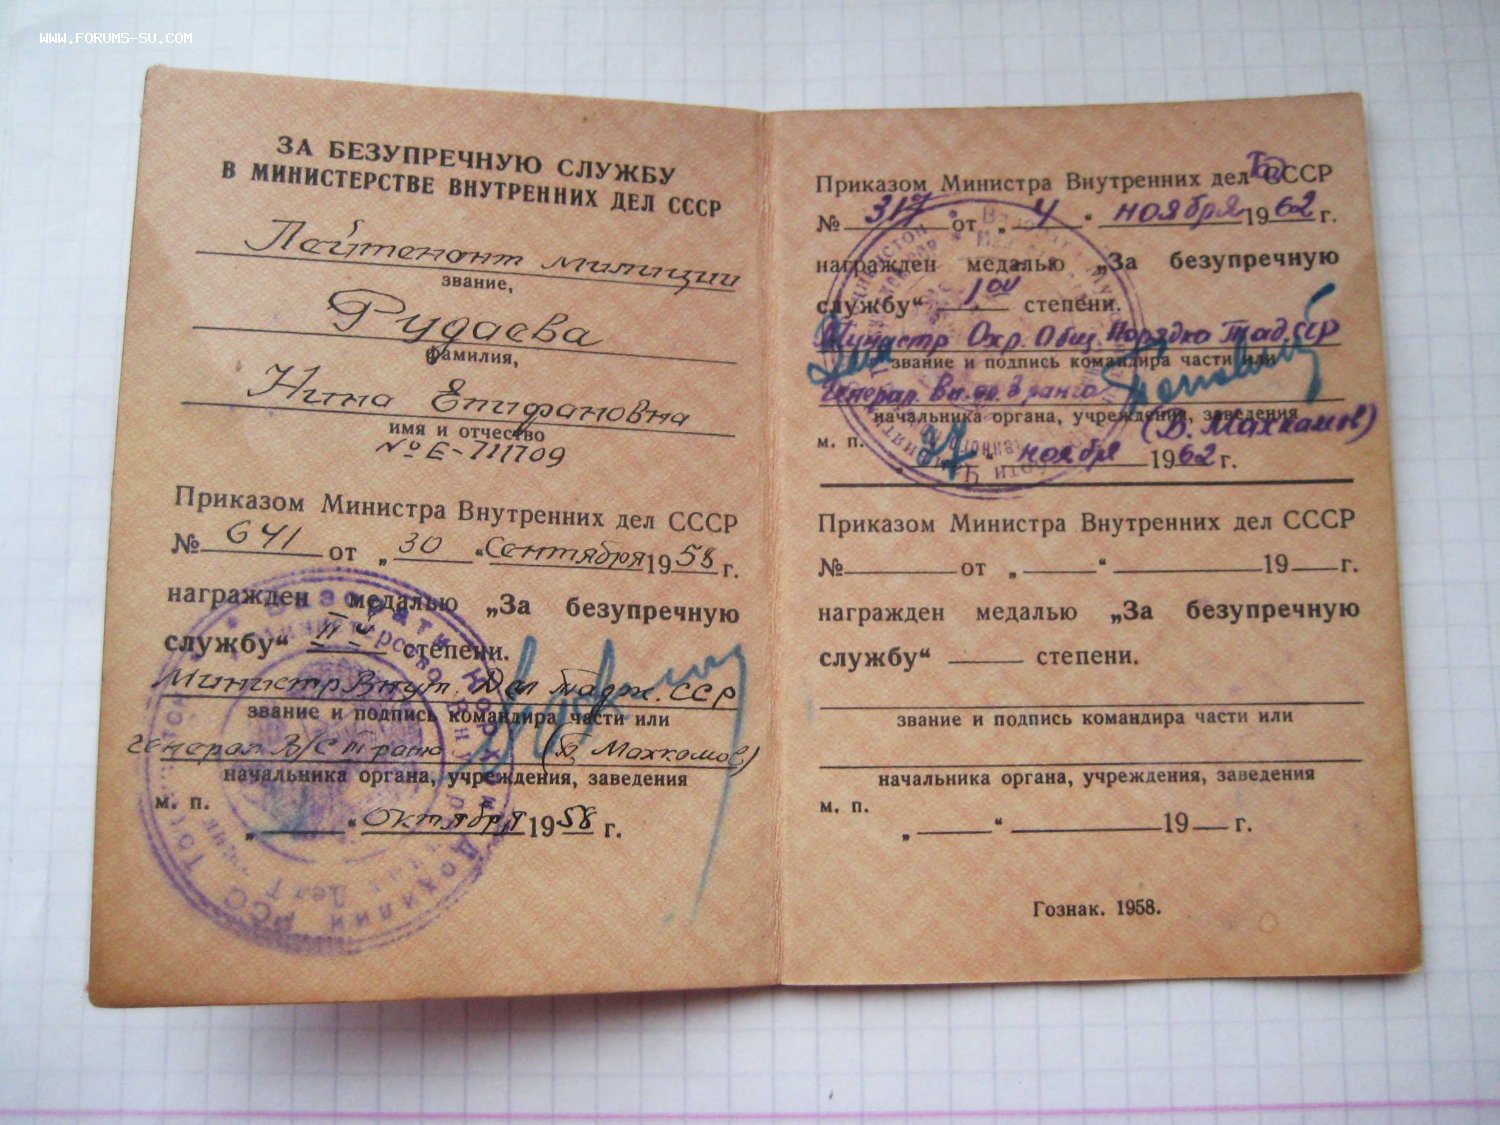 WWW.FORUMS-SU.COM
ЗА БЕЗУПРЕЧНУЮ СЛУЖБУ
В МИНИСТЕРСТВЕ ВНУТРЕННИХ ДЕЛ СССР
Лейтенант милиции
звание,
Рудаева
фамилия,
Нина Епифановна
имя и отчество
№ Е-711709
Приказом Министра Внутренних дел СССР
№ 641 от „30“ Сентября 1958 г.
награжден медалью „За безупречную
службу“ степени.
Министр Внут. Дел Тадж. ССР
звание и подпись командира части или
Генерал В/С III ранга Махкамов)
начальника органа, учреждения, заведения
м. п.
„ “ Октября 1958 г.
Приказом Министра Внутренних дел СССР
№ 317 от „4“ ноября 1962 г.
награжден медалью „За безупречную
службу“ 1ой степени.
Министр Охр. Общ. Порядка Тад. ССР
звание и подпись командира части или
Генерал Вн. сл. 3 ранга
начальника органа, учреждения, заведения
(В. Махкамов)
м. п.
„27“ ноября 1962 г.
Приказом Министра Внутренних дел СССР
№ от „ “ 19 г.
награжден медалью „За безупречную
службу“ степени.
звание и подпись командира части или
начальника органа, учреждения, заведения
м. п.
„ “ 19 г.
Гознак. 1958.